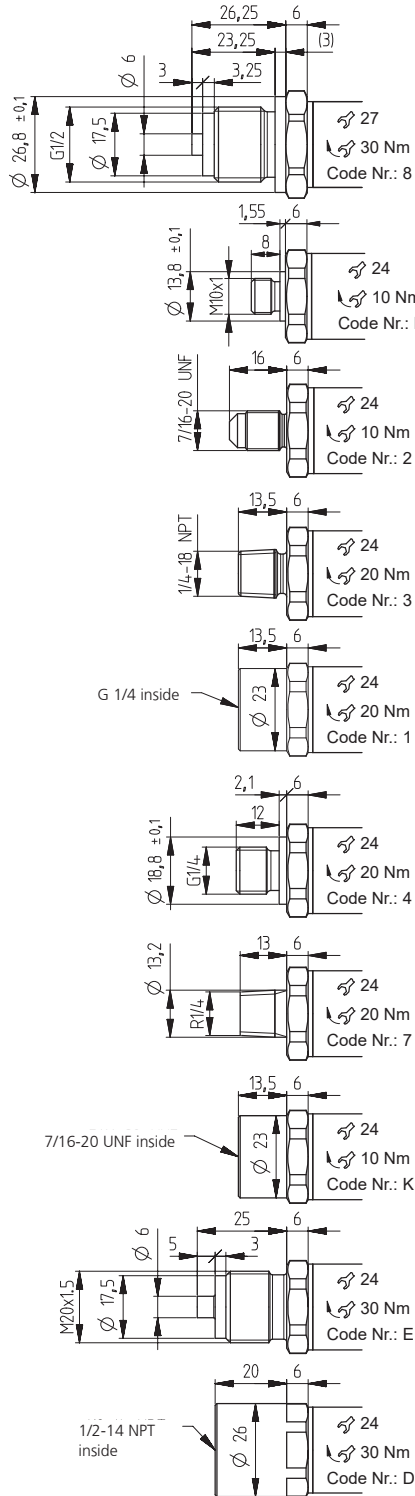 26,25
6
23,25
(3)
3
3,25
Ø 6
Ø 26,8 ±0,1
G1/2
Ø 17,5
27
30 Nm
Code Nr.: 8
1,55
6
8
Ø 13,8 ±0,1
M10x1
24
10 Nm
Code Nr.:
16
6
7/16-20 UNF
24
10 Nm
Code Nr.: 2
13,5
6
1/4-18 NPT
24
20 Nm
Code Nr.: 3
13,5
6
G 1/4 inside
Ø 23
24
20 Nm
Code Nr.: 1
2,1
6
12
Ø 18,8 ±0,1
G1/4
24
20 Nm
Code Nr.: 4
13
6
Ø 13,2
R1/4
24
20 Nm
Code Nr.: 7
13,5
6
7/16-20 UNF inside
Ø 23
24
10 Nm
Code Nr.: K
25
6
5
3
Ø 6
M20x1.5
Ø 17,5
24
30 Nm
Code Nr.: E
20
6
1/2-14 NPT
inside
Ø 26
24
30 Nm
Code Nr.: D